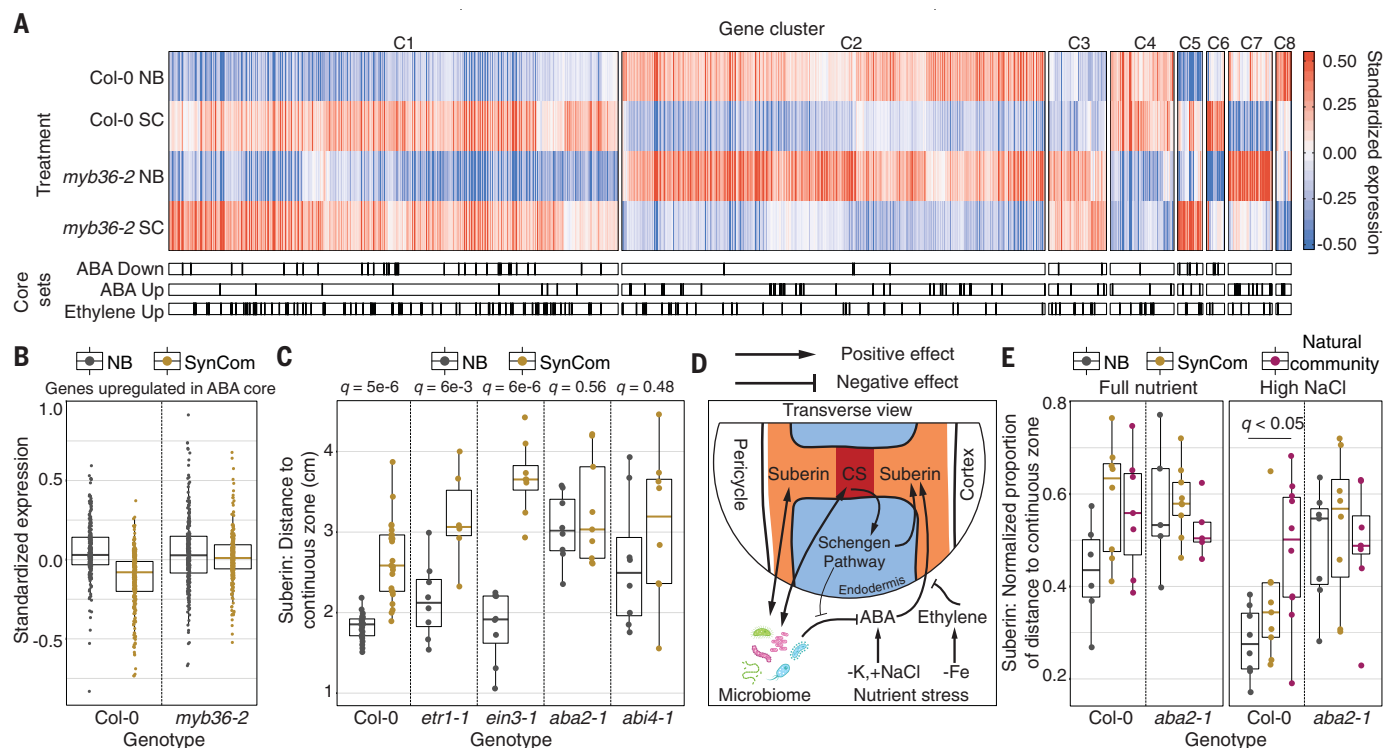 A
Gene cluster
C1
C2
C3
C4
C5
C6
C7
C8
Treatment
Col-0 NB
Col-0 SC
myb36-2 NB
myb36-2 SC
0.50
0.25
0.00
-0.25
-0.50
Standardized expression
Core sets
ABA Down
ABA Up
Ethylene Up
B
NB
SynCom
Genes upregulated in ABA core
Standardized expression
1.0
0.5
0.0
-0.5
Col-0
myb36-2
Genotype
C
NB
SynCom
q = 5e-6
q = 6e-3
q = 6e-6
q = 0.56
q = 0.48
Suberin: Distance to
continuous zone (cm)
4
3
2
1
Col-0
etr1-1
ein3-1
aba2-1
abi4-1
Genotype
D
Positive effect
Negative effect
Transverse view
Pericycle
Suberin
CS
Suberin
Cortex
Schengen
Pathway
Endodermis
ABA
Ethylene
-K,+NaCl
-Fe
Microbiome
Nutrient stress
E
NB
SynCom
Natural
community
Full nutrient
High NaCl
Suberin: Normalized proportion
of distance to continuous zone
0.8
0.6
0.4
0.2
q < 0.05
Col-0
aba2-1
Col-0
aba2-1
Genotype